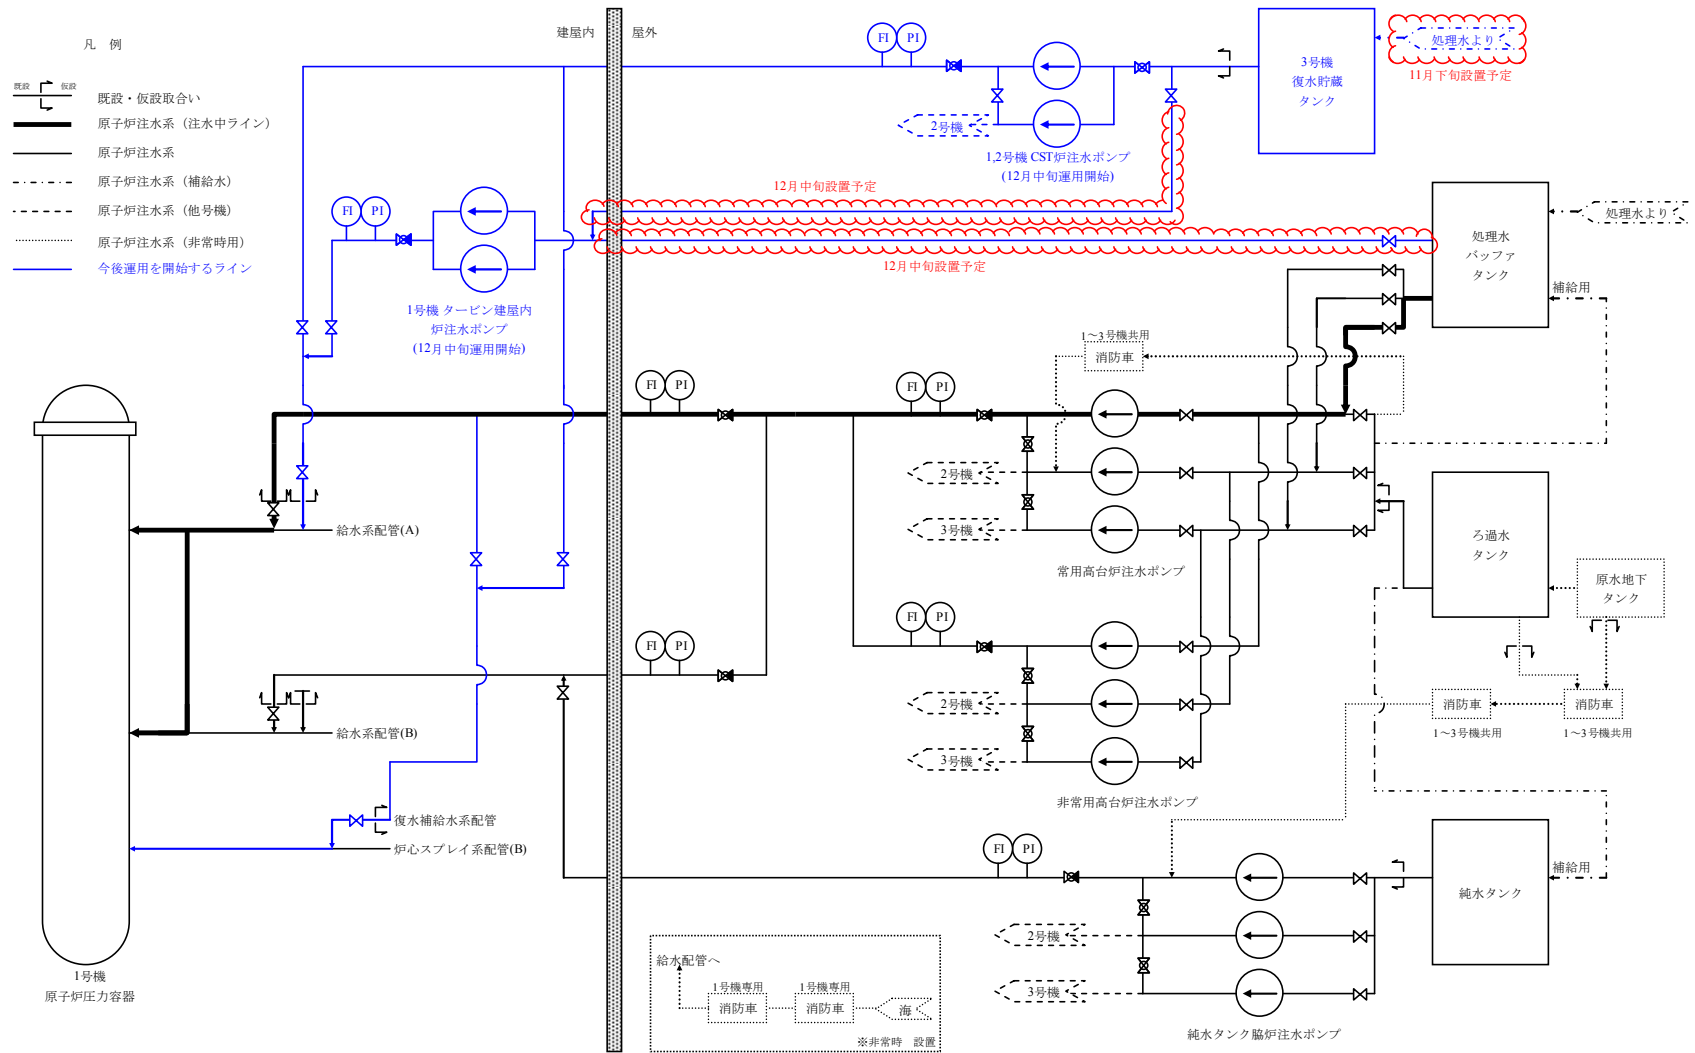 凡　例
既設
仮設
既設・仮設取合い
原子炉注水系（注水中ライン）
原子炉注水系
原子炉注水系（補給水）
原子炉注水系（他号機）
原子炉注水系（非常時用）
今後運用を開始するライン
建屋内
屋外
FI
PI
3号機
復水貯蔵
タンク
処理水より
11月下旬設置予定
2号機
1,2号機 CST炉注水ポンプ
(12月中旬運用開始)
12月中旬設置予定
FI
PI
12月中旬設置予定
1号機 タービン建屋内
炉注水ポンプ
(12月中旬運用開始)
処理水
バッファ
タンク
処理水より
補給用
1～3号機共用
消防車
FI
PI
FI
PI
2号機
3号機
常用高台炉注水ポンプ
給水系配管(A)
ろ過水
タンク
原水地下
タンク
FI
PI
FI
PI
2号機
3号機
非常用高台炉注水ポンプ
給水系配管(B)
消防車
消防車
1～3号機共用
1～3号機共用
復水補給水系配管
炉心スプレイ系配管(B)
FI
PI
純水タンク
補給用
2号機
3号機
純水タンク脇炉注水ポンプ
1号機
原子炉圧力容器
給水配管へ
1号機専用
1号機専用
消防車
消防車
海
※非常時　設置